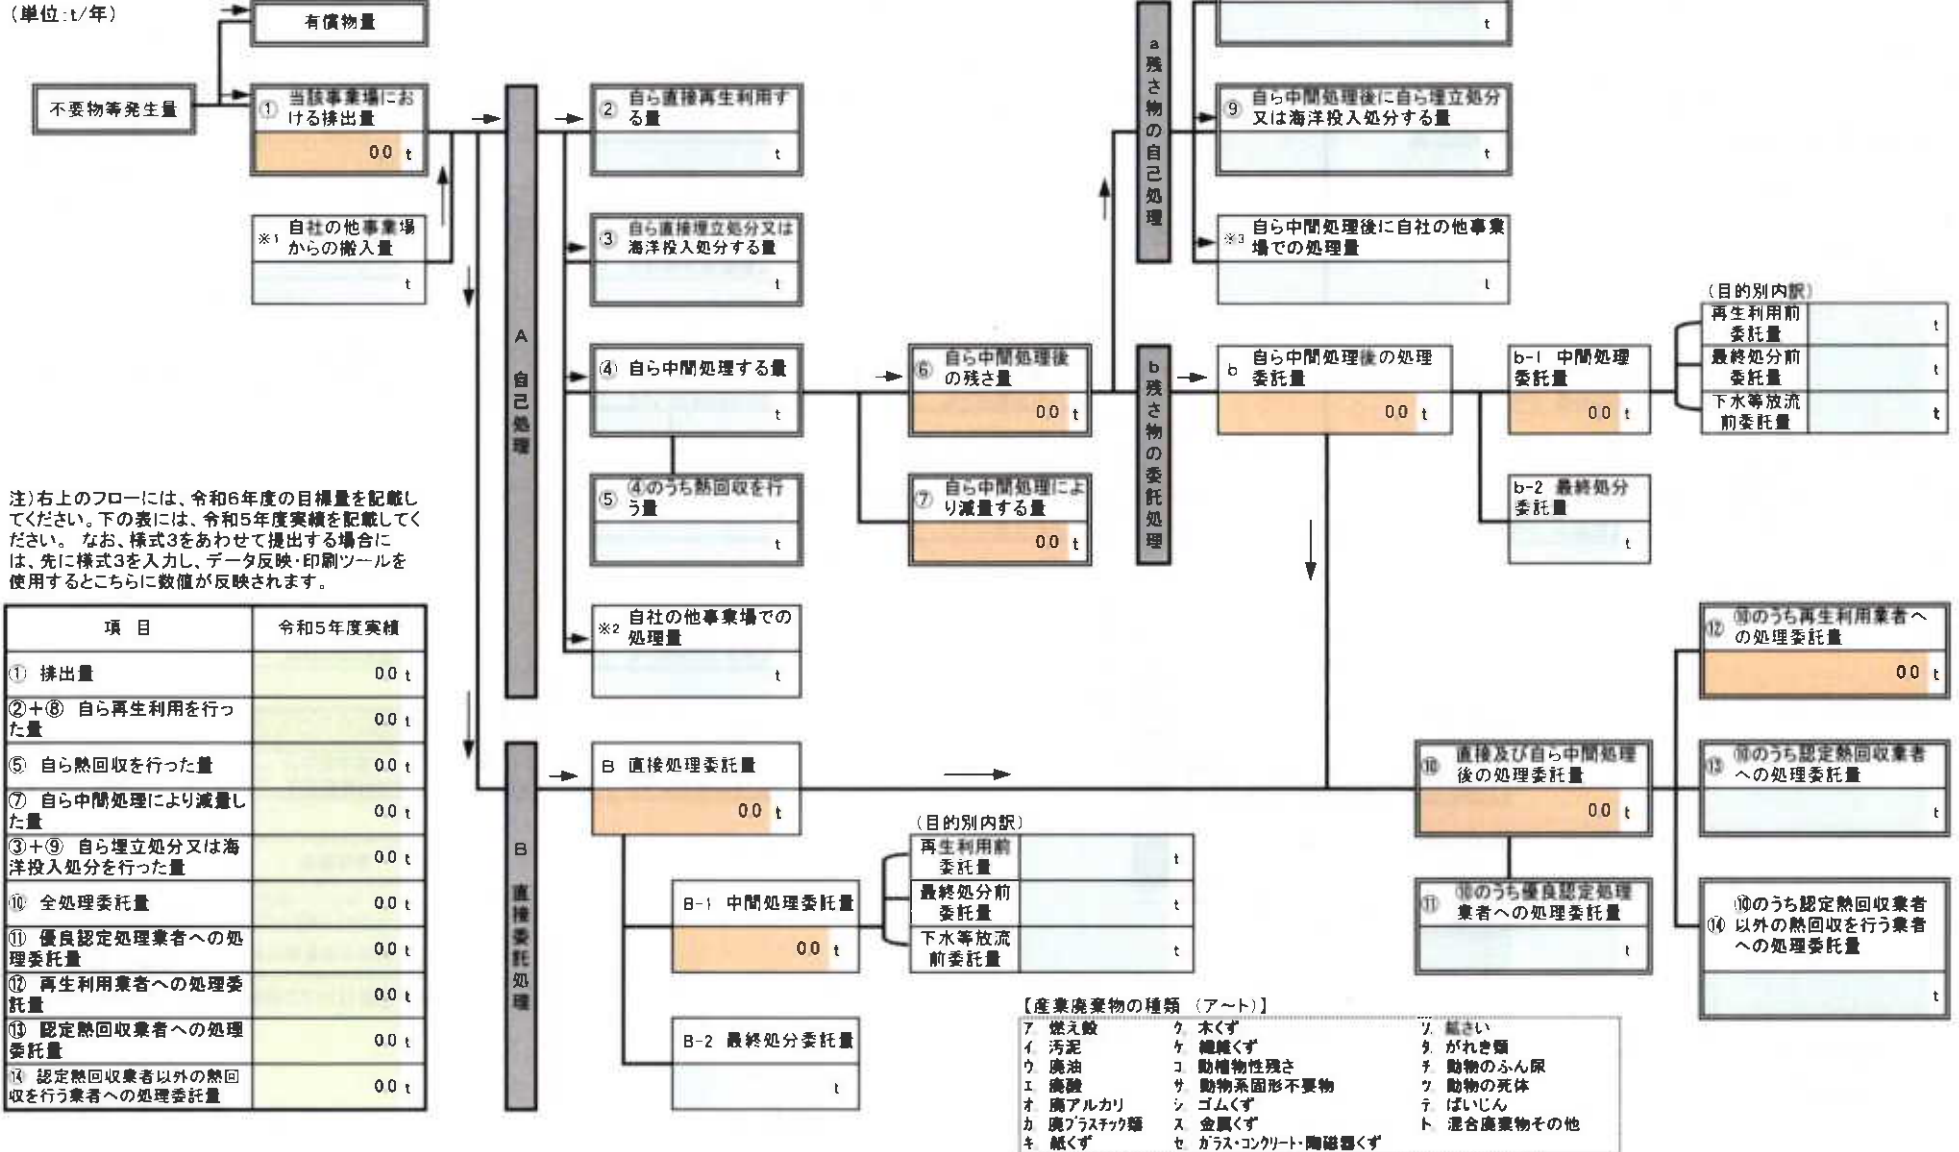 (単位:t/年)
有償物量
不要物等発生量
① 当該事業場にお
ける排出量
0.0 t
※1 自社の他事業場
からの搬入量
t
A 自己処理
② 自ら直接再生利用す
る量
t
③ 自ら直接埋立処分又は
海洋投入処分する量
t
④ 自ら中間処理する量
t
⑤ ④のうち熱回収を行
う量
t
※2 自社の他事業場での
処理量
t
⑥ 自ら中間処理後
の残さ量
0.0 t
⑦ 自ら中間処理によ
り減量する量
0.0 t
a 残さ物の自己処理
t
⑨ 自ら中間処理後に自ら埋立処分
又は海洋投入処分する量
t
※3 自ら中間処理後に自社の他事業
場での処理量
t
b 残さ物の委託処理
b 自ら中間処理後の処理
委託量
0.0 t
b-1 中間処理
委託量
0.0 t
b-2 最終処分
委託量
t
(目的別内訳)
再生利用前
委託量
t
最終処分前
委託量
t
下水等放流
前委託量
t
注)右上のフローには、令和6年度の目標量を記載し
てください。下の表には、令和5年度実績を記載してく
ださい。 なお、様式3をあわせて提出する場合に
は、先に様式3を入力し、データ反映・印刷ツールを
使用するとこちらに数値が反映されます。
項 目 令和5年度実績
① 排出量 0.0 t
②+⑧ 自ら再生利用を行っ
た量 0.0 t
⑤ 自ら熱回収を行った量 0.0 t
⑦ 自ら中間処理により減量し
た量 0.0 t
③+⑨ 自ら埋立処分又は海
洋投入処分を行った量 0.0 t
⑩ 全処理委託量 0.0 t
⑪ 優良認定処理業者への処
理委託量 0.0 t
⑫ 再生利用業者への処理委
託量 0.0 t
⑬ 認定熱回収業者への処理
委託量 0.0 t
⑭ 認定熱回収業者以外の熱回
収を行う業者への処理委託量 0.0 t
B 直接委託処理
B 直接処理委託量
0.0 t
B-1 中間処理委託量
0.0 t
B-2 最終処分委託量
t
(目的別内訳)
再生利用前
委託量
t
最終処分前
委託量
t
下水等放流
前委託量
t
⑩ 直接及び自ら中間処理
後の処理委託量
0.0 t
⑪ ⑩のうち優良認定処理
業者への処理委託量
t
⑫ ⑩のうち再生利用業者へ
の処理委託量
0.0 t
⑬ ⑩のうち認定熱回収業者
への処理委託量
t
⑭ ⑩のうち認定熱回収業者
以外の熱回収を行う業者
への処理委託量
t
【産業廃棄物の種類 (ア~ト)】
ア. 燃え殻 ク. 木くず ソ. 鉱さい
イ. 汚泥 ケ. 繊維くず タ. がれき類
ウ. 廃油 コ. 動植物性残さ チ. 動物のふん尿
エ. 廃酸 サ. 動物系固形不要物 ツ. 動物の死体
オ. 廃アルカリ シ. ゴムくず テ. ばいじん
カ. 廃プラスチック類 ス. 金属くず ト. 混合廃棄物その他
キ. 紙くず セ. ガラス・コンクリート・陶磁器くず